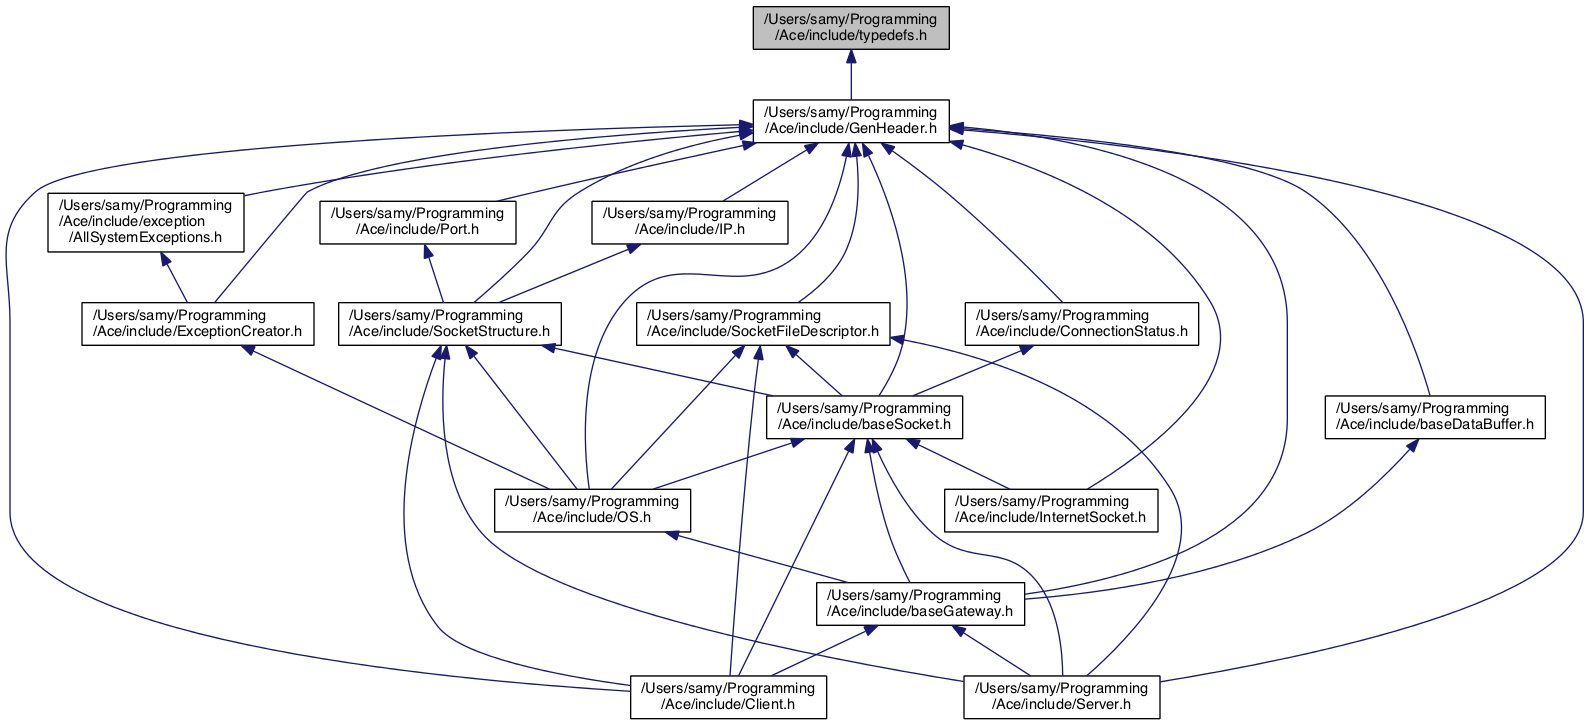 /Users/samy/Programming
/Ace/include/typedefs.h
/Users/samy/Programming
/Ace/include/GenHeader.h
/Users/samy/Programming
/Ace/include/exception
/AllSystemExceptions.h
/Users/samy/Programming
/Ace/include/Port.h
/Users/samy/Programming
/Ace/include/IP.h
/Users/samy/Programming
/Ace/include/ExceptionCreator.h
/Users/samy/Programming
/Ace/include/SocketStructure.h
/Users/samy/Programming
/Ace/include/SocketFileDescriptor.h
/Users/samy/Programming
/Ace/include/ConnectionStatus.h
/Users/samy/Programming
/Ace/include/baseSocket.h
/Users/samy/Programming
/Ace/include/baseDataBuffer.h
/Users/samy/Programming
/Ace/include/OS.h
/Users/samy/Programming
/Ace/include/InternetSocket.h
/Users/samy/Programming
/Ace/include/baseGateway.h
/Users/samy/Programming
/Ace/include/Client.h
/Users/samy/Programming
/Ace/include/Server.h